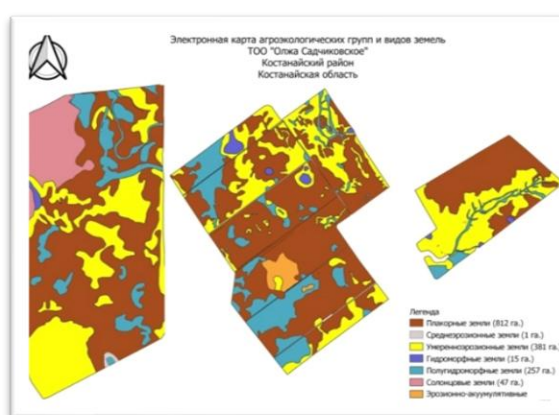 Электронная карта агроэкологических групп и видов земель
ТОО "Олжа Садчиковское"
Костанайский район
Костанайская область
Легенда
Плакорные земли (812 га.)
Среднеэрозионные земли (1 га.)
Умеренноэрозионные земли (381 га.)
Гидроморфные земли (15 га.)
Полугидроморфные земли (257 га.)
Солонцовые земли (47 га.)
Эрозионно-акуумулятивные